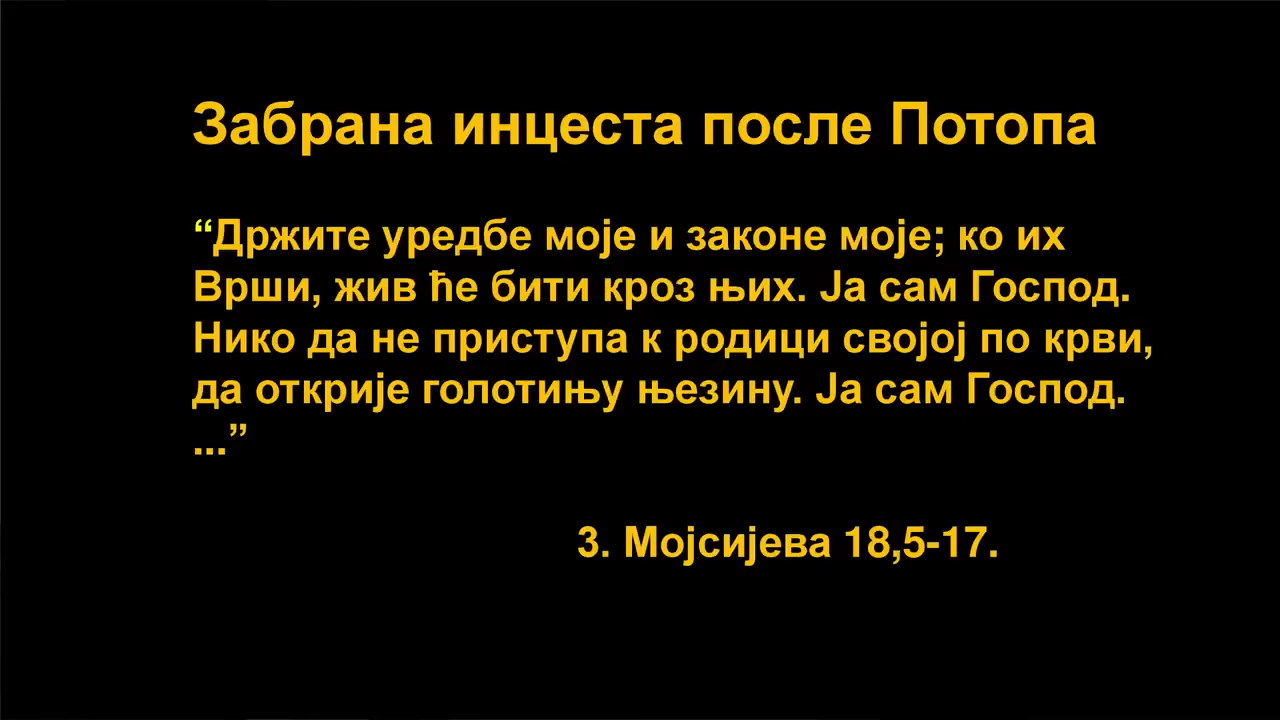 Забрана инцеста после Потопа
“Држите уредбе моје и законе моје; ко их
Врши, жив ће бити кроз њих. Ја сам Господ.
Нико да не приступа к родици својој по крви,
да открије голотињу њезину. Ја сам Господ.
...”
3. Мојсијева 18,5-17.